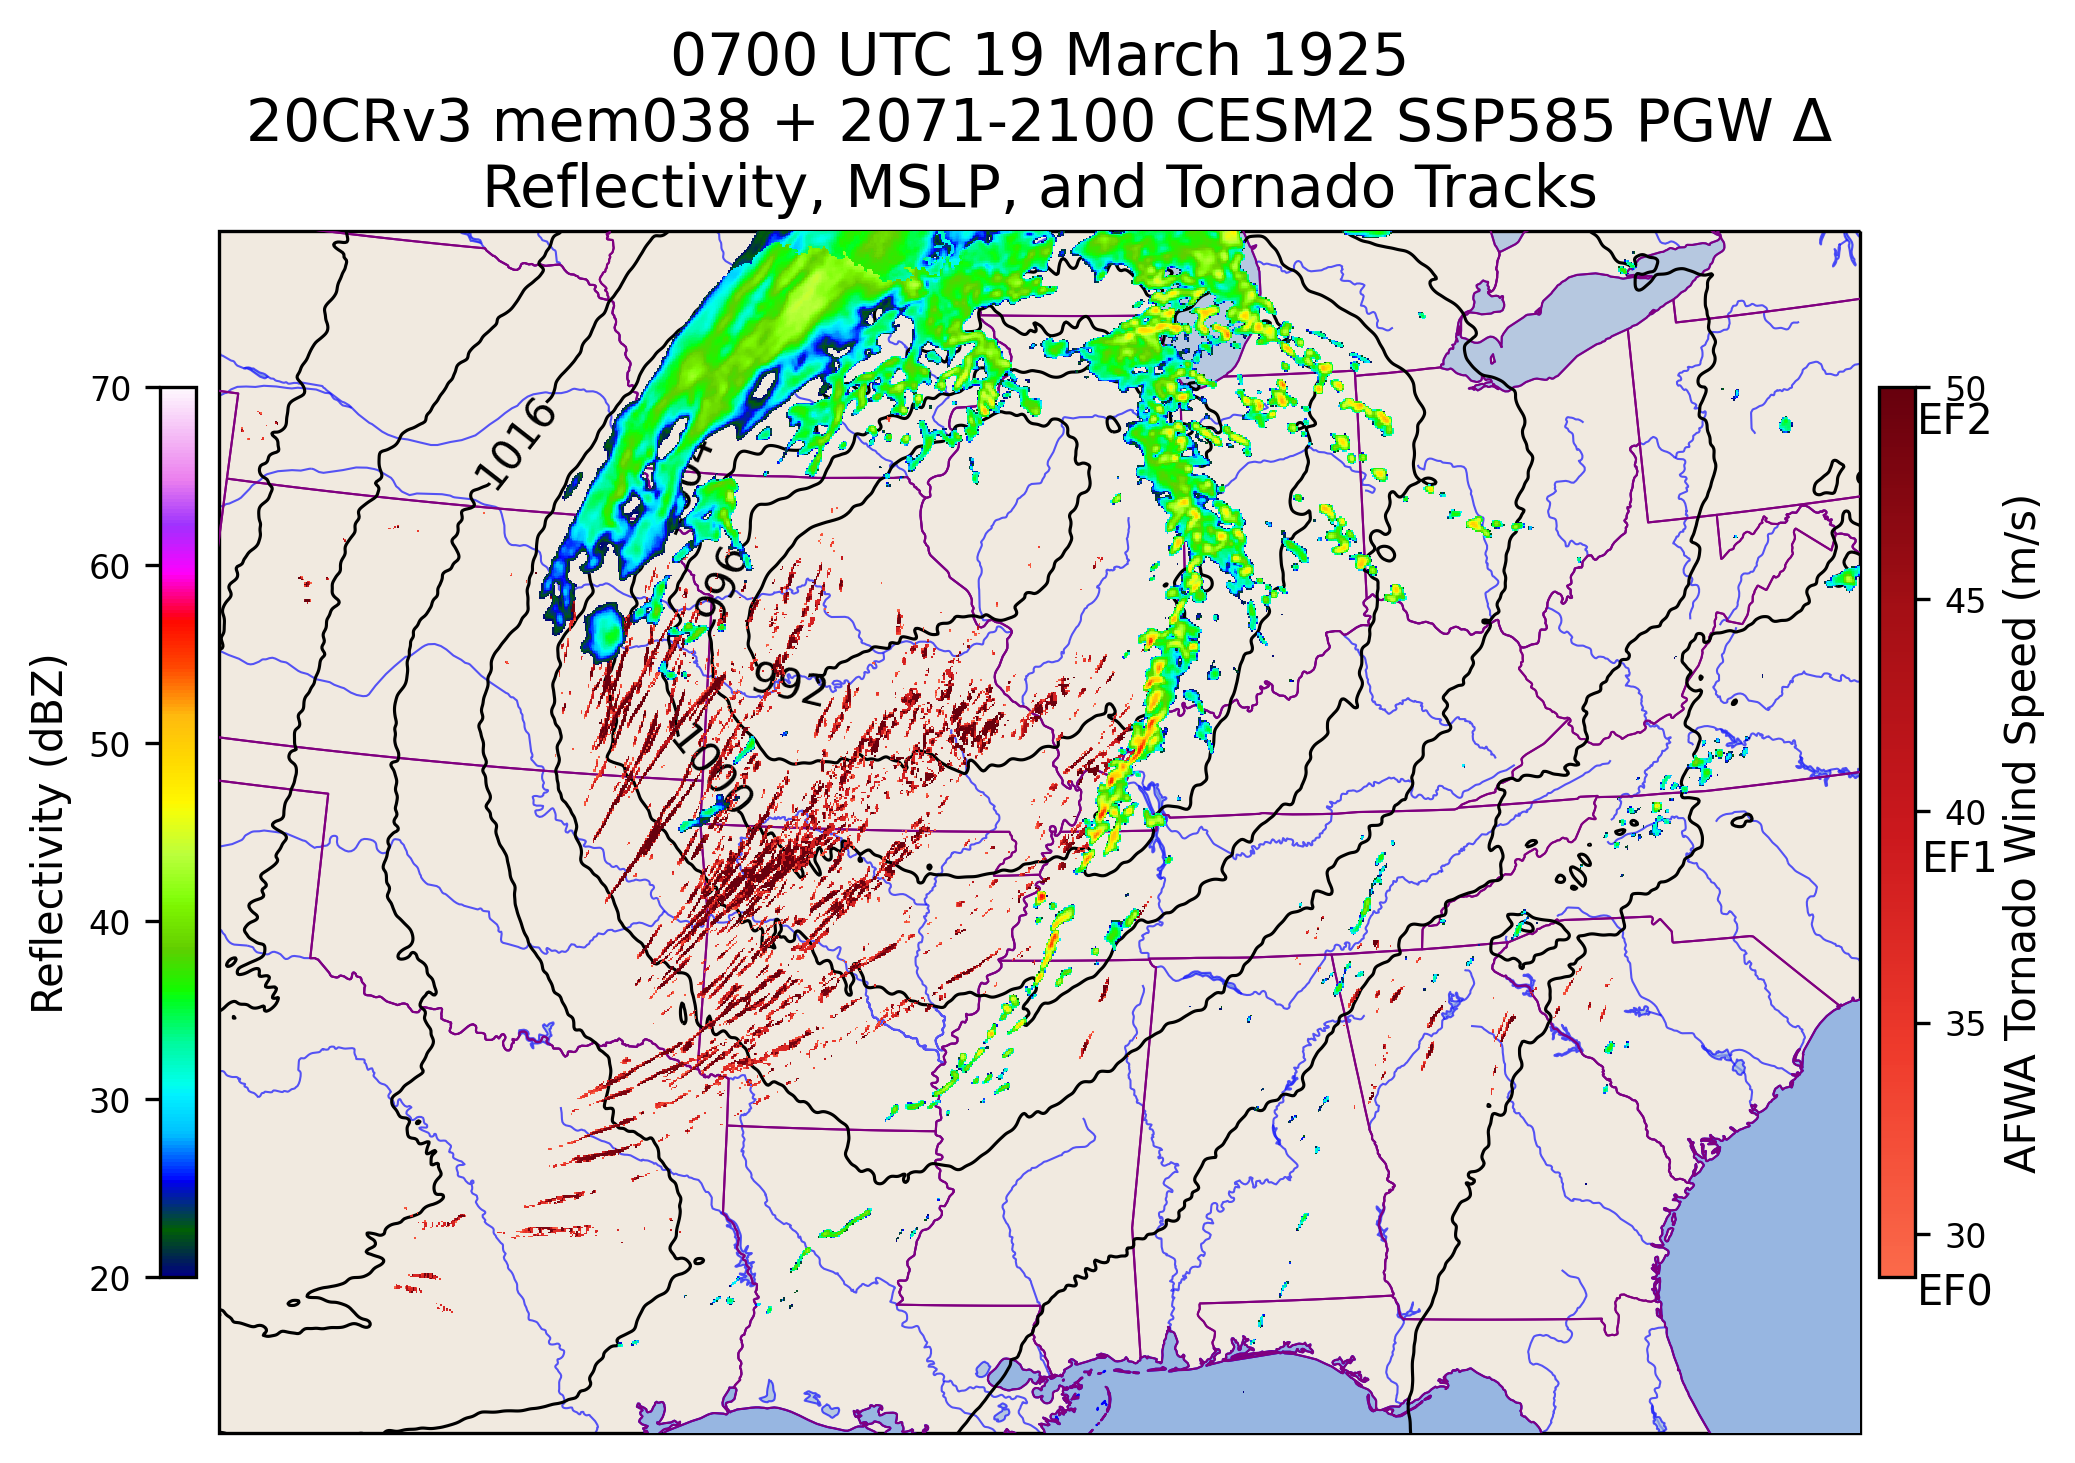 0700 UTC 19 March 1925
20CRv3 mem038 + 2071-2100 CESM2 SSP585 PGW Δ
Reflectivity, MSLP, and Tornado Tracks
Reflectivity (dBZ)
70
60
50
40
30
20
1016
996
992
1000
50
EF2
45
40
EF1
35
30
EF0
AFWA Tornado Wind Speed (m/s)